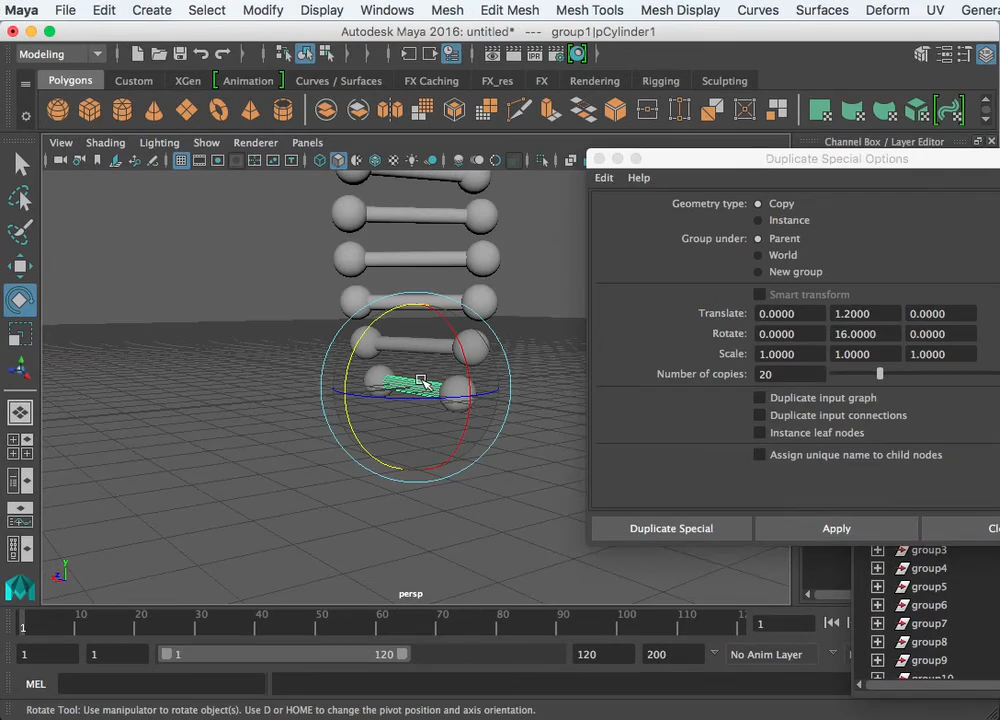 Maya File Edit Create Select Modify Display Windows Mesh Edit Mesh Mesh Tools Mesh Display Curves Surfaces Deform UV Genera
Autodesk Maya 2016: untitled* --- group1|pCylinder1
Modeling
Polygons Custom XGen Animation Curves / Surfaces FX Caching FX_res FX Rendering Rigging Sculpting
View Shading Lighting Show Renderer Panels
Channel Box / Layer Editor
Duplicate Special Options
Edit Help
Geometry type: Copy
Instance
Group under: Parent
World
New group
Smart transform
Translate: 0.0000 1.2000 0.0000
Rotate: 0.0000 16.0000 0.0000
Scale: 1.0000 1.0000 1.0000
Number of copies: 20
Duplicate input graph
Duplicate input connections
Instance leaf nodes
Assign unique name to child nodes
Duplicate Special Apply Clo
group3
group4
group5
group6
group7
group8
group9
group10
y
z
persp
1 10 20 30 40 50 60 70 80 90 100 110 12
1
1 1 1 120 120 200 No Anim Layer
MEL
Rotate Tool: Use manipulator to rotate object(s). Use D or HOME to change the pivot position and axis orientation.